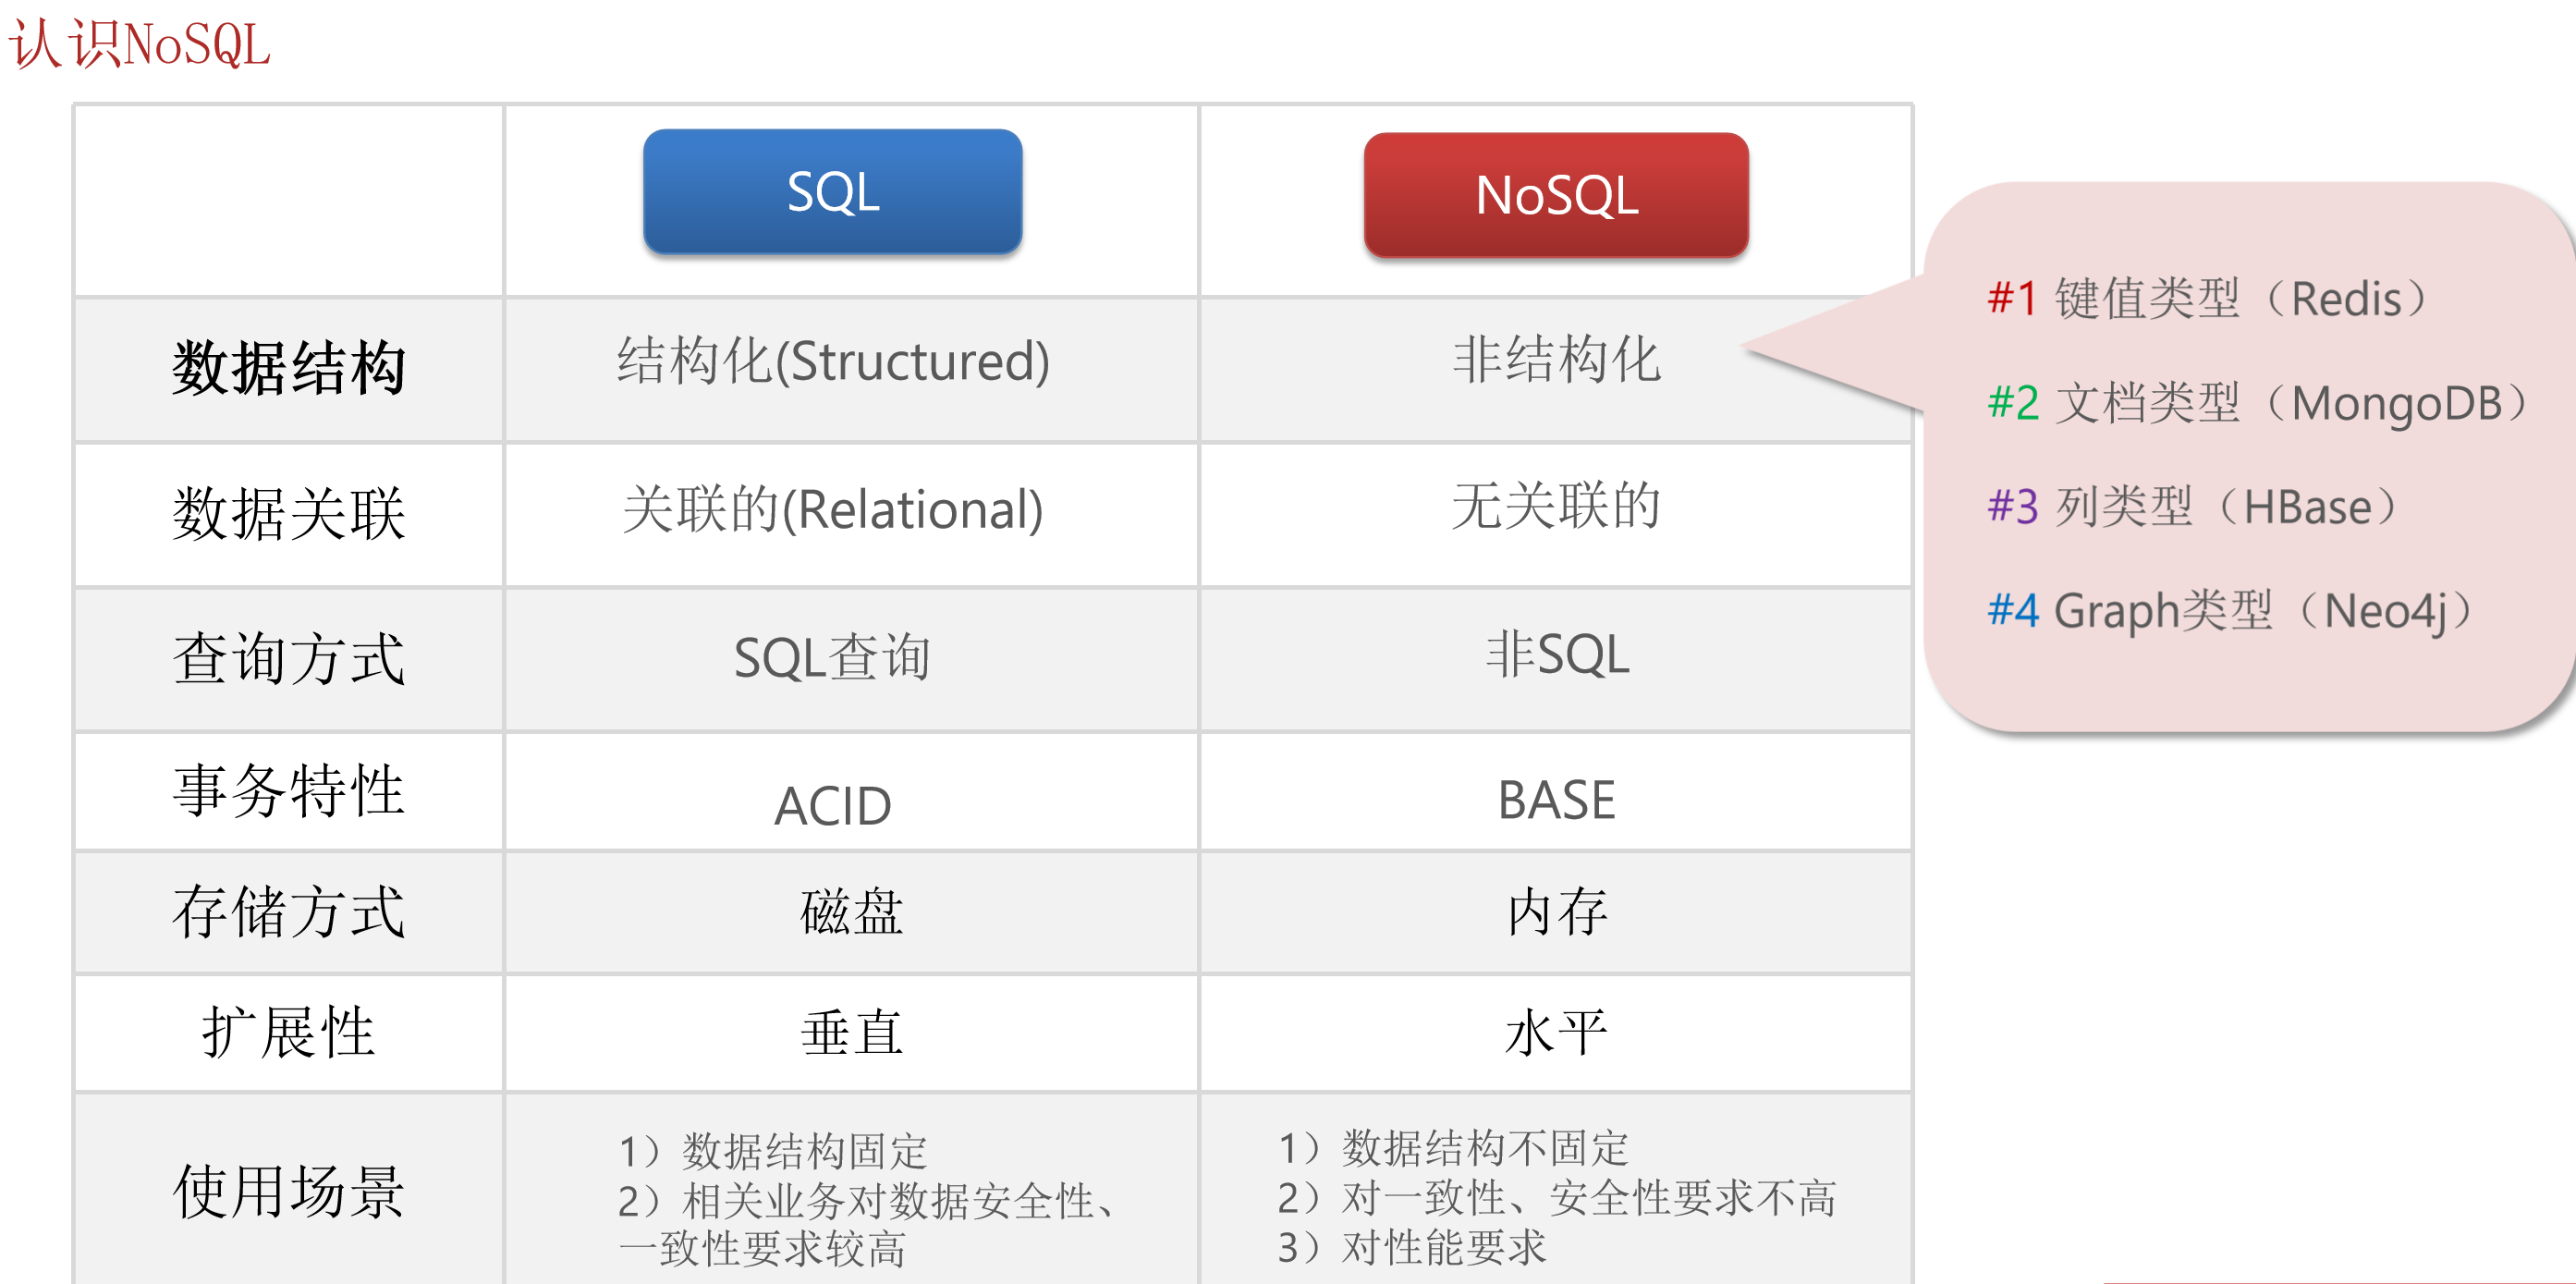 认识NoSQL
SQL
NoSQL
数据结构
结构化(Structured)
非结构化
#1 键值类型（Redis）
#2 文档类型（MongoDB）
#3 列类型（HBase）
#4 Graph类型（Neo4j）
数据关联
关联的(Relational)
无关联的
查询方式
SQL查询
非SQL
事务特性
ACID
BASE
存储方式
磁盘
内存
扩展性
垂直
水平
使用场景
1）数据结构固定
2）相关业务对数据安全性、
一致性要求较高
1）数据结构不固定
2）对一致性、安全性要求不高
3）对性能要求